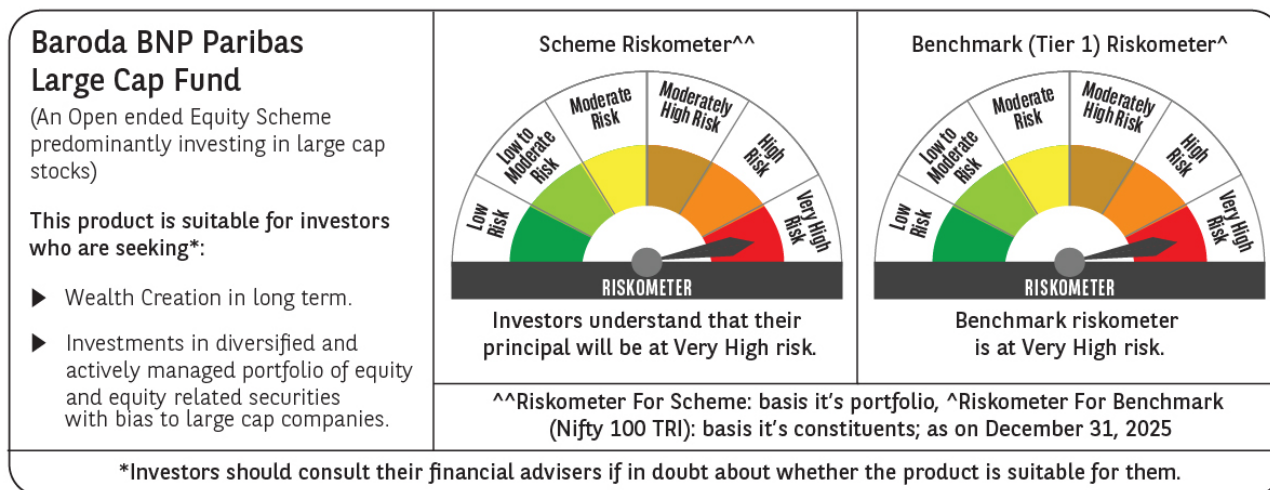 Baroda BNP Paribas
Large Cap Fund
(An Open ended Equity Scheme
predominantly investing in large cap
stocks)
This product is suitable for investors
who are seeking*:
Wealth Creation in long term.
Investments in diversified and
actively managed portfolio of equity
and equity related securities
with bias to large cap companies.
Scheme Riskometer^^
Low
Risk
Low to
Moderate
Risk
Moderate
Risk
Moderately
High Risk
High
Risk
Very High
Risk
RISKOMETER
Investors understand that their
principal will be at Very High risk.
Benchmark (Tier 1) Riskometer^
Low
Risk
Low to
Moderate
Risk
Moderate
Risk
Moderately
High Risk
High
Risk
Very High
Risk
RISKOMETER
Benchmark riskometer
is at Very High risk.
^^Riskometer For Scheme: basis it's portfolio, ^Riskometer For Benchmark
(Nifty 100 TRI): basis it's constituents; as on December 31, 2025
*Investors should consult their financial advisers if in doubt about whether the product is suitable for them.